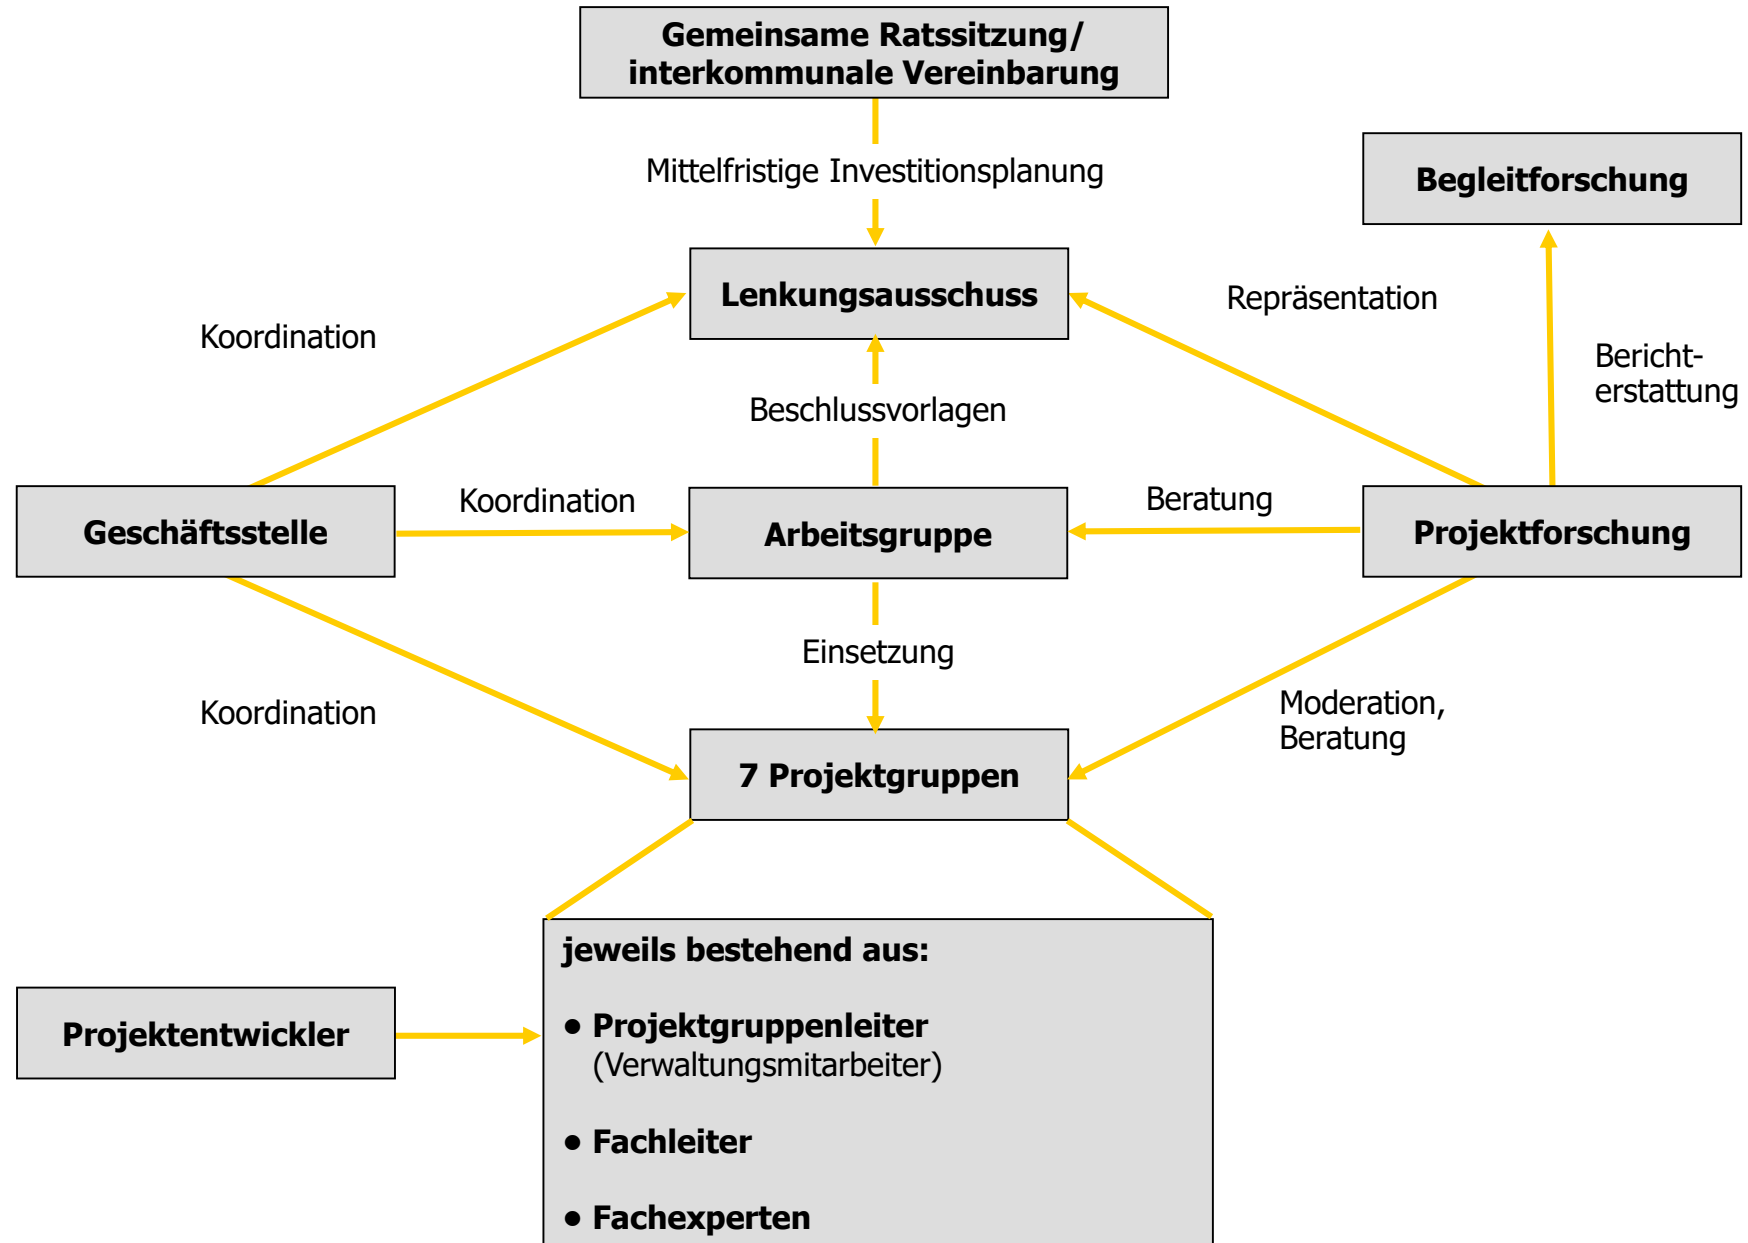 Gemeinsame Ratssitzung/
interkommunale Vereinbarung
Mittelfristige Investitionsplanung
Begleitforschung
Lenkungsausschuss
Repräsentation
Koordination
Bericht-
erstattung
Beschlussvorlagen
Geschäftsstelle
Koordination
Arbeitsgruppe
Beratung
Projektforschung
Einsetzung
Koordination
Moderation,
Beratung
7 Projektgruppen
jeweils bestehend aus:
Projektentwickler
• Projektgruppenleiter
(Verwaltungsmitarbeiter)
• Fachleiter
• Fachexperten